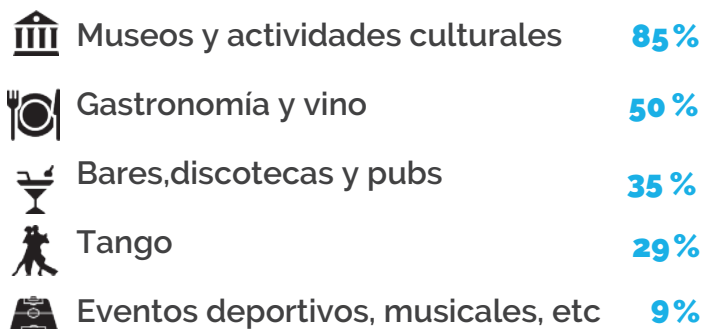 Museos y actividades culturales 85%
Gastronomía y vino 50%
Bares,discotecas y pubs 35%
Tango 29%
Eventos deportivos, musicales, etc 9%